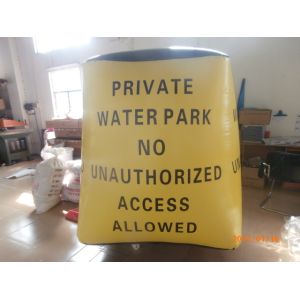 PRIVATE
WATER PARK
NO
UNAUTHORIZED
ACCESS
ALLOWED